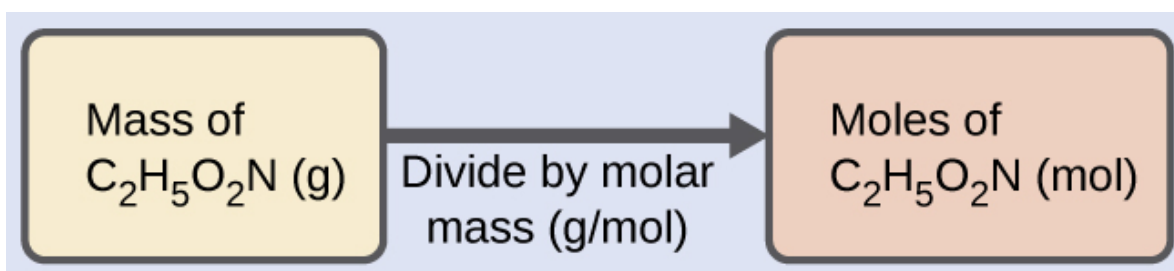 Mass of
C₂H₅O₂N (g)
Divide by molar
mass (g/mol)
Moles of
C₂H₅O₂N (mol)